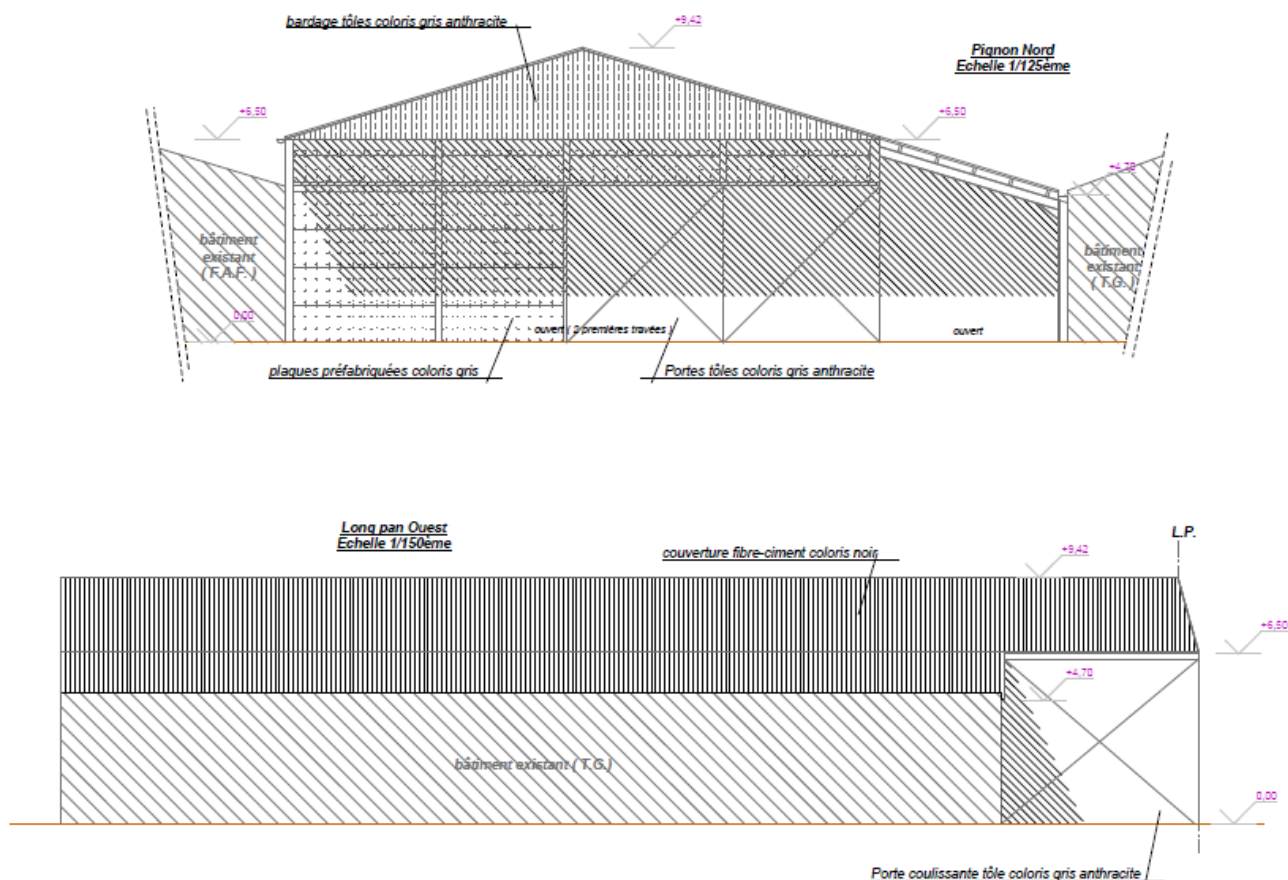 bardage tôles coloris gris anthracite
+9,42
Pignon Nord
Echelle 1/125ème
+6,50
+6,50
+4,70
bâtiment
existant
( F.A.F. )
bâtiment
existant
( T.G.)
0,00
ouvert ( 2 premières travées )
ouvert
plaques préfabriquées coloris gris
Portes tôles coloris gris anthracite
Long pan Ouest
Echelle 1/150ème
L.P.
couverture fibre-ciment coloris noir
+9,42
+6,50
+4,70
bâtiment existant ( T.G.)
0,00
Porte coulissante tôle coloris gris anthracite